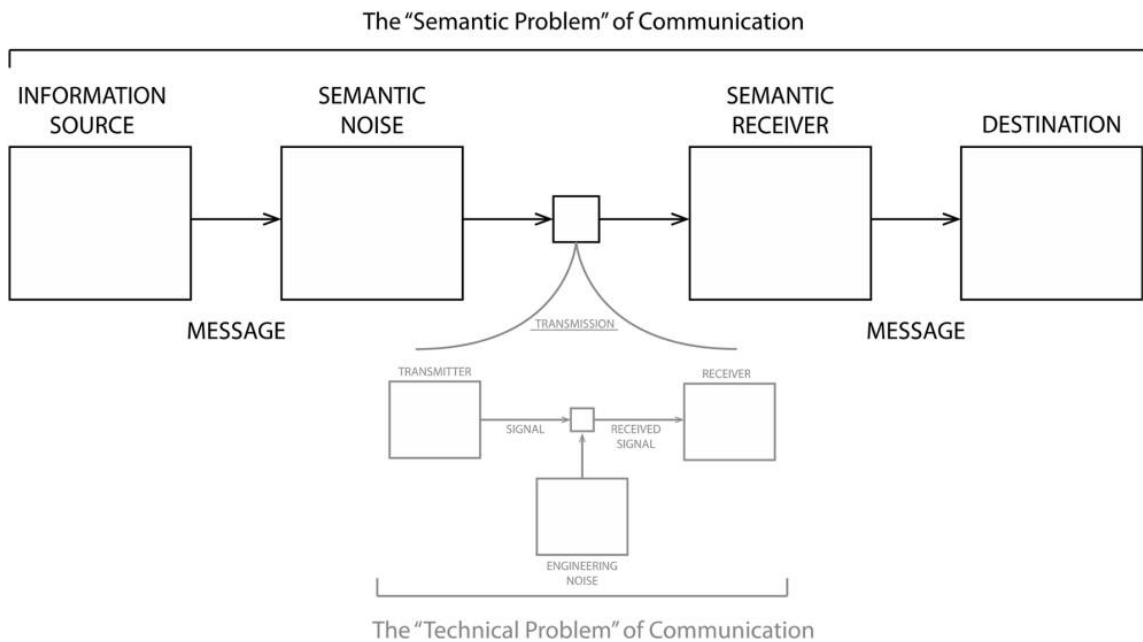 The “Semantic Problem” of Communication
INFORMATION
SOURCE
SEMANTIC
NOISE
SEMANTIC
RECEIVER
DESTINATION
MESSAGE
MESSAGE
TRANSMISSION
TRANSMITTER
RECEIVER
SIGNAL
RECEIVED
SIGNAL
ENGINEERING
NOISE
The “Technical Problem” of Communication